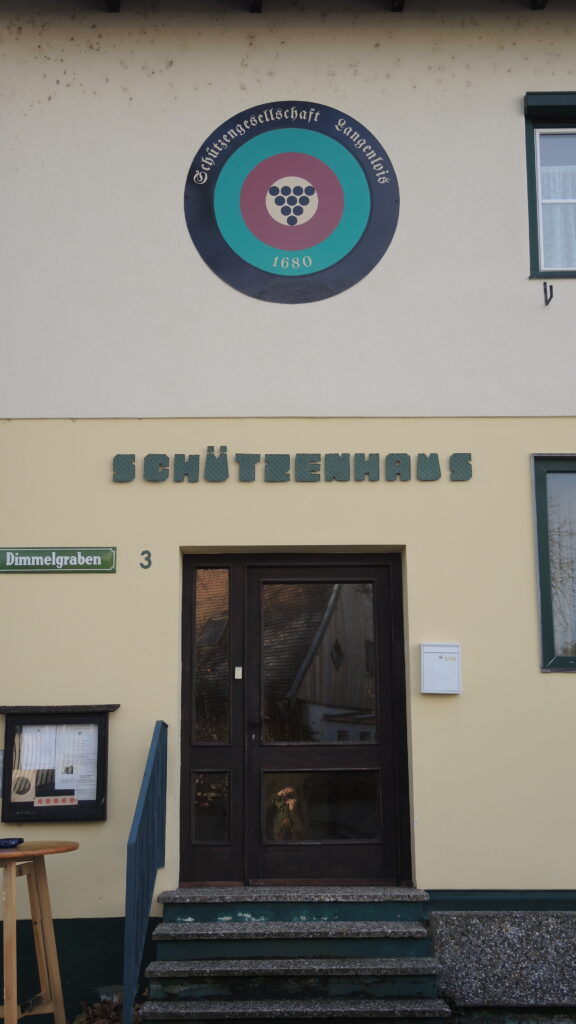 Schützengesellschaft Langenlois
1680
SCHÜTZENHAUS
Dimmelgraben
3